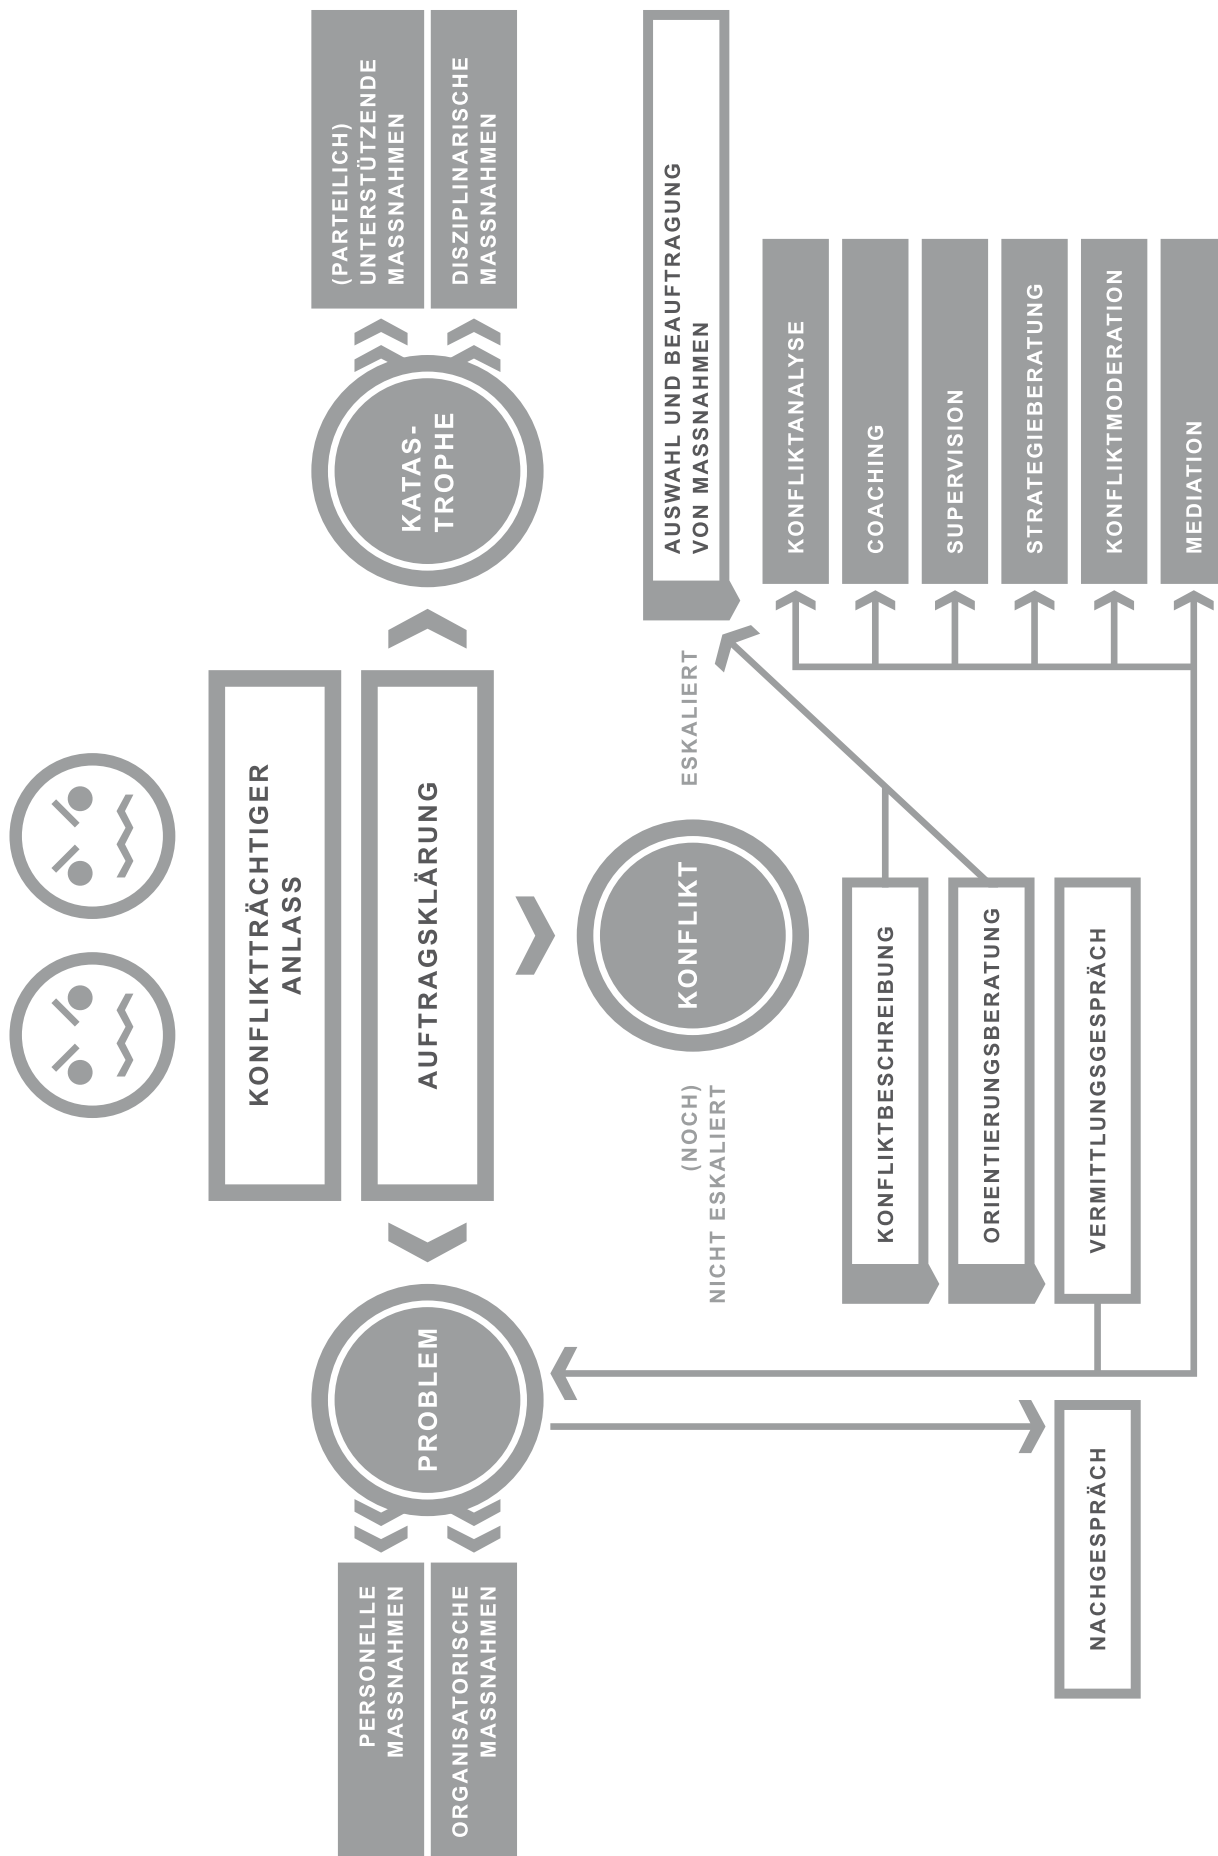 KONFLIKTTRÄCHTIGER
ANLASS
AUFTRAGSKLÄRUNG
PROBLEM
PERSONELLE
MASSNAHMEN
ORGANISATORISCHE
MASSNAHMEN
KATAS-
TROPHE
(PARTEILICH)
UNTERSTÜTZENDE
MASSNAHMEN
DISZIPLINARISCHE
MASSNAHMEN
KONFLIKT
(NOCH)
NICHT ESKALIERT
ESKALIERT
KONFLIKTBESCHREIBUNG
ORIENTIERUNGSBERATUNG
VERMITTLUNGSGESPRÄCH
NACHGESPRÄCH
AUSWAHL UND BEAUFTRAGUNG
VON MASSNAHMEN
KONFLIKTANALYSE
COACHING
SUPERVISION
STRATEGIEBERATUNG
KONFLIKTMODERATION
MEDIATION